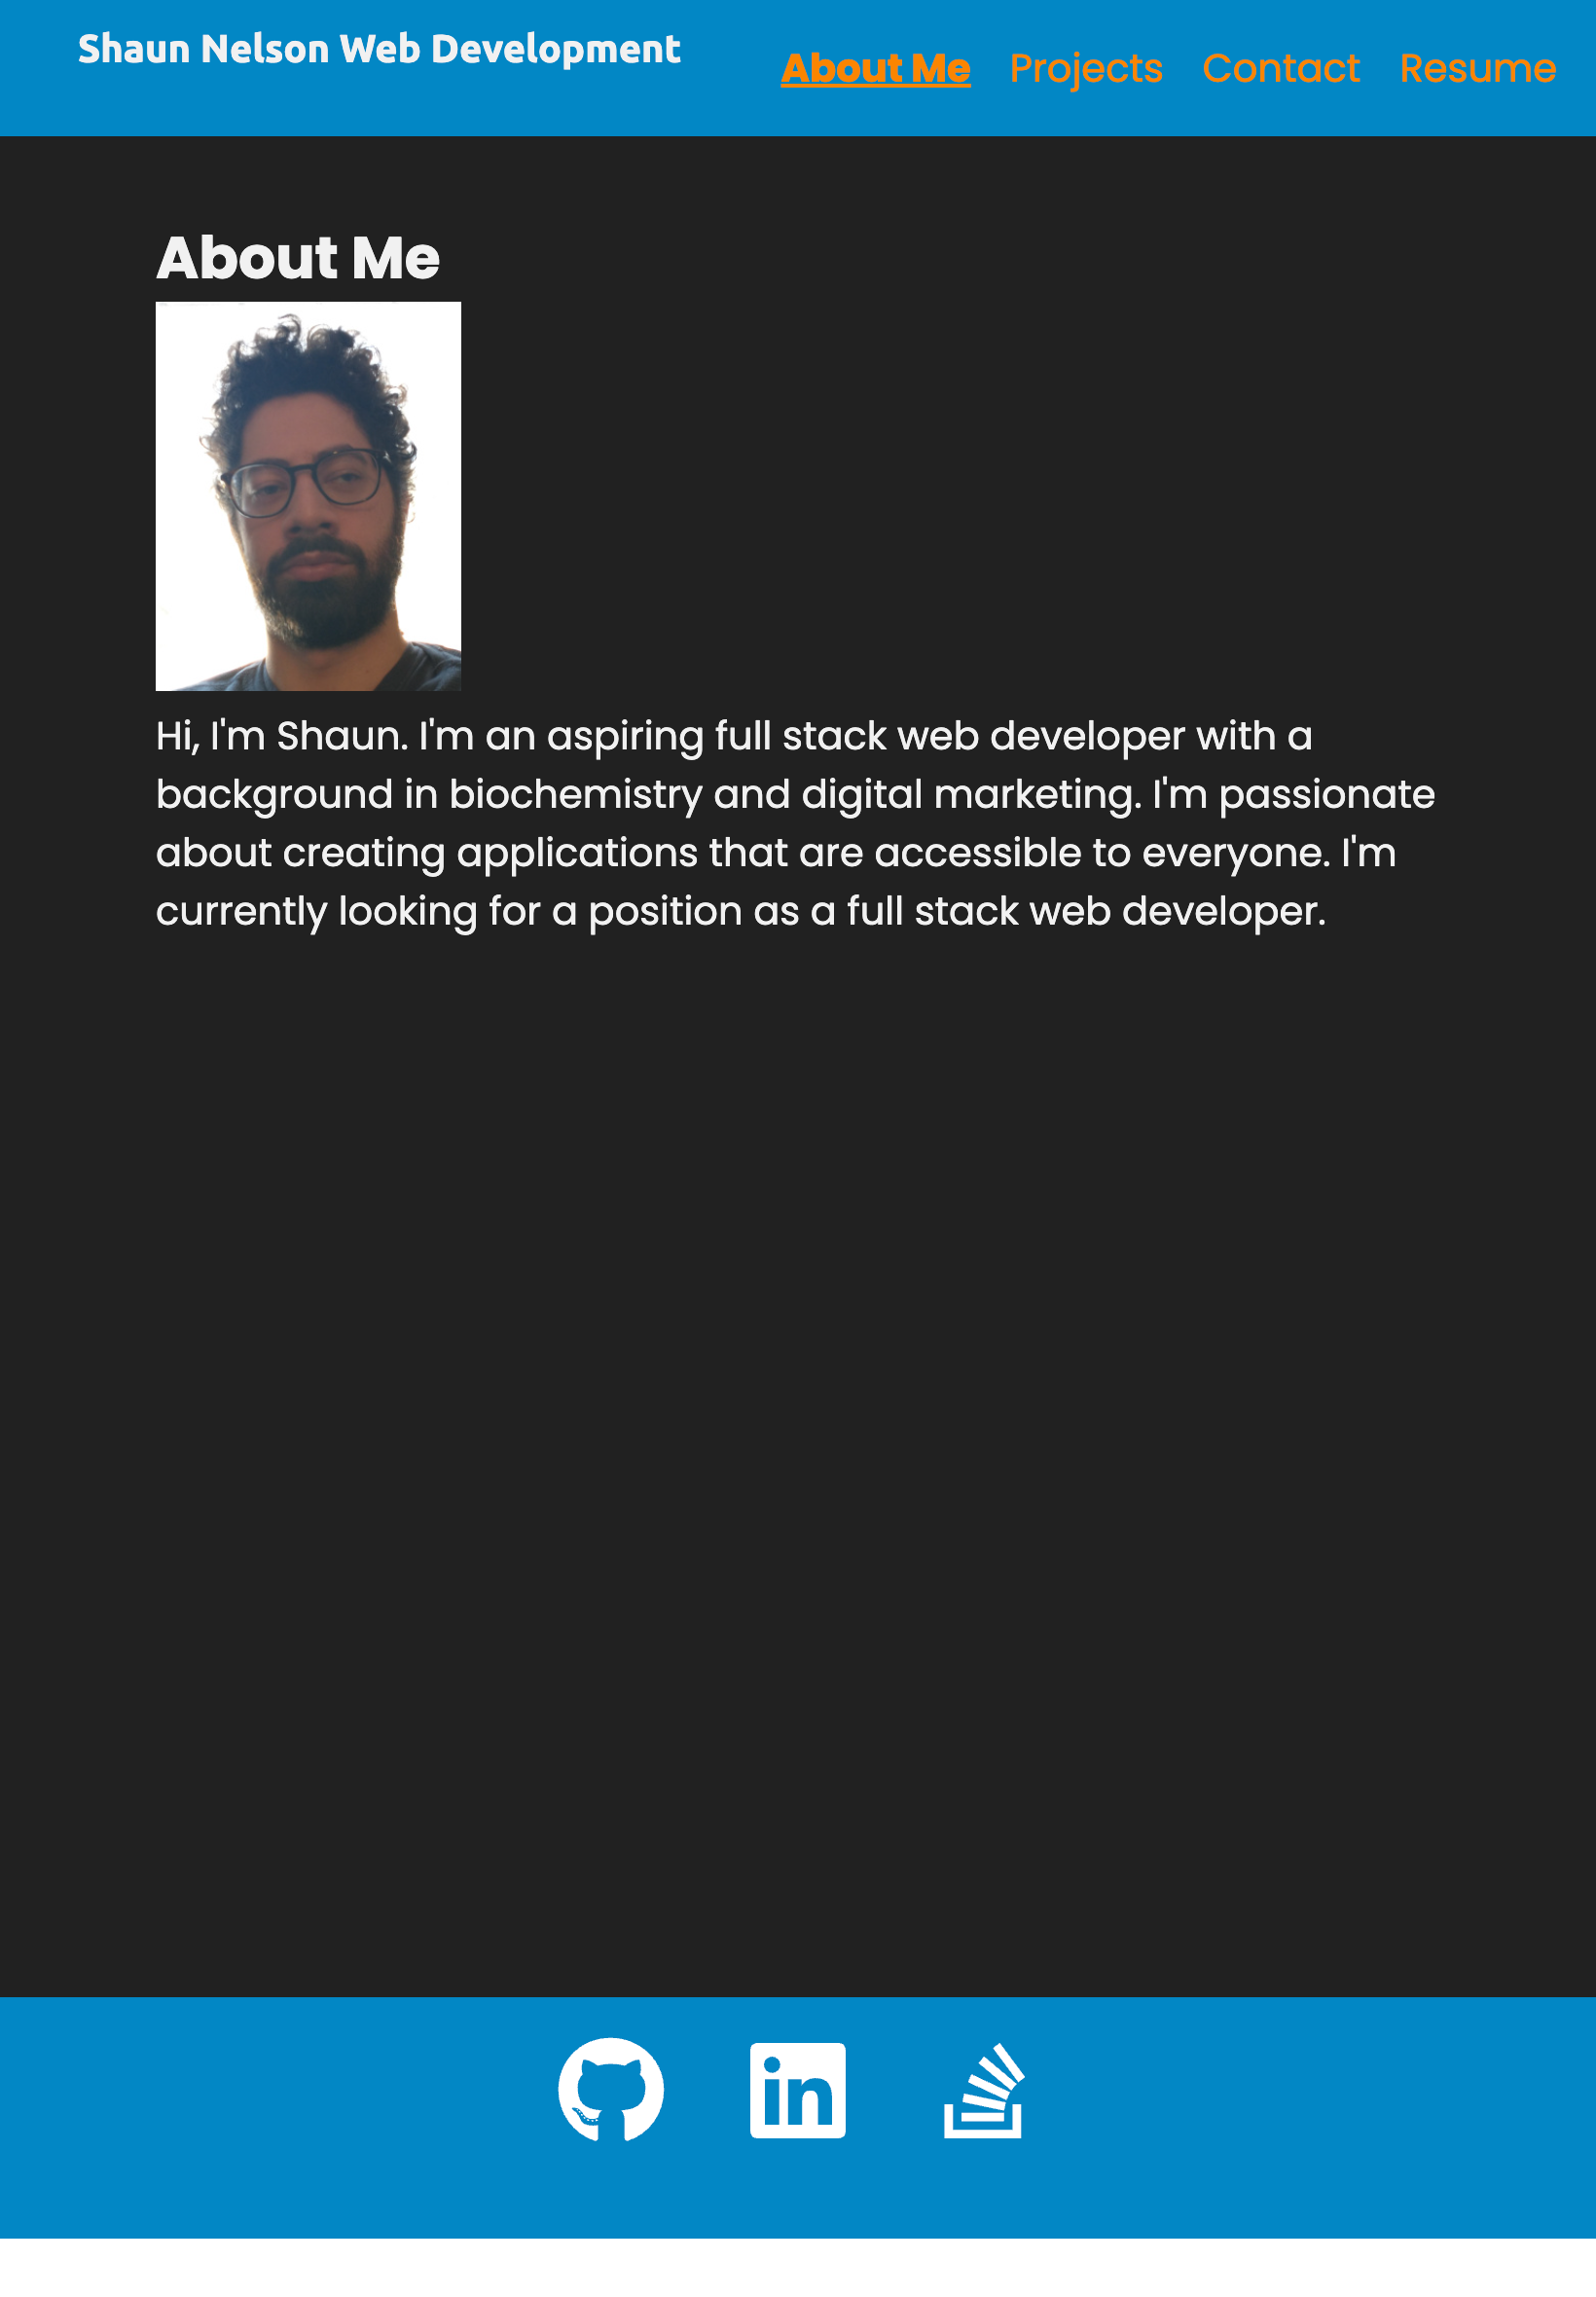 Shaun Nelson Web Development
About Me Projects Contact Resume
About Me
Hi, I'm Shaun. I'm an aspiring full stack web developer with a
background in biochemistry and digital marketing. I'm passionate
about creating applications that are accessible to everyone. I'm
currently looking for a position as a full stack web developer.
in